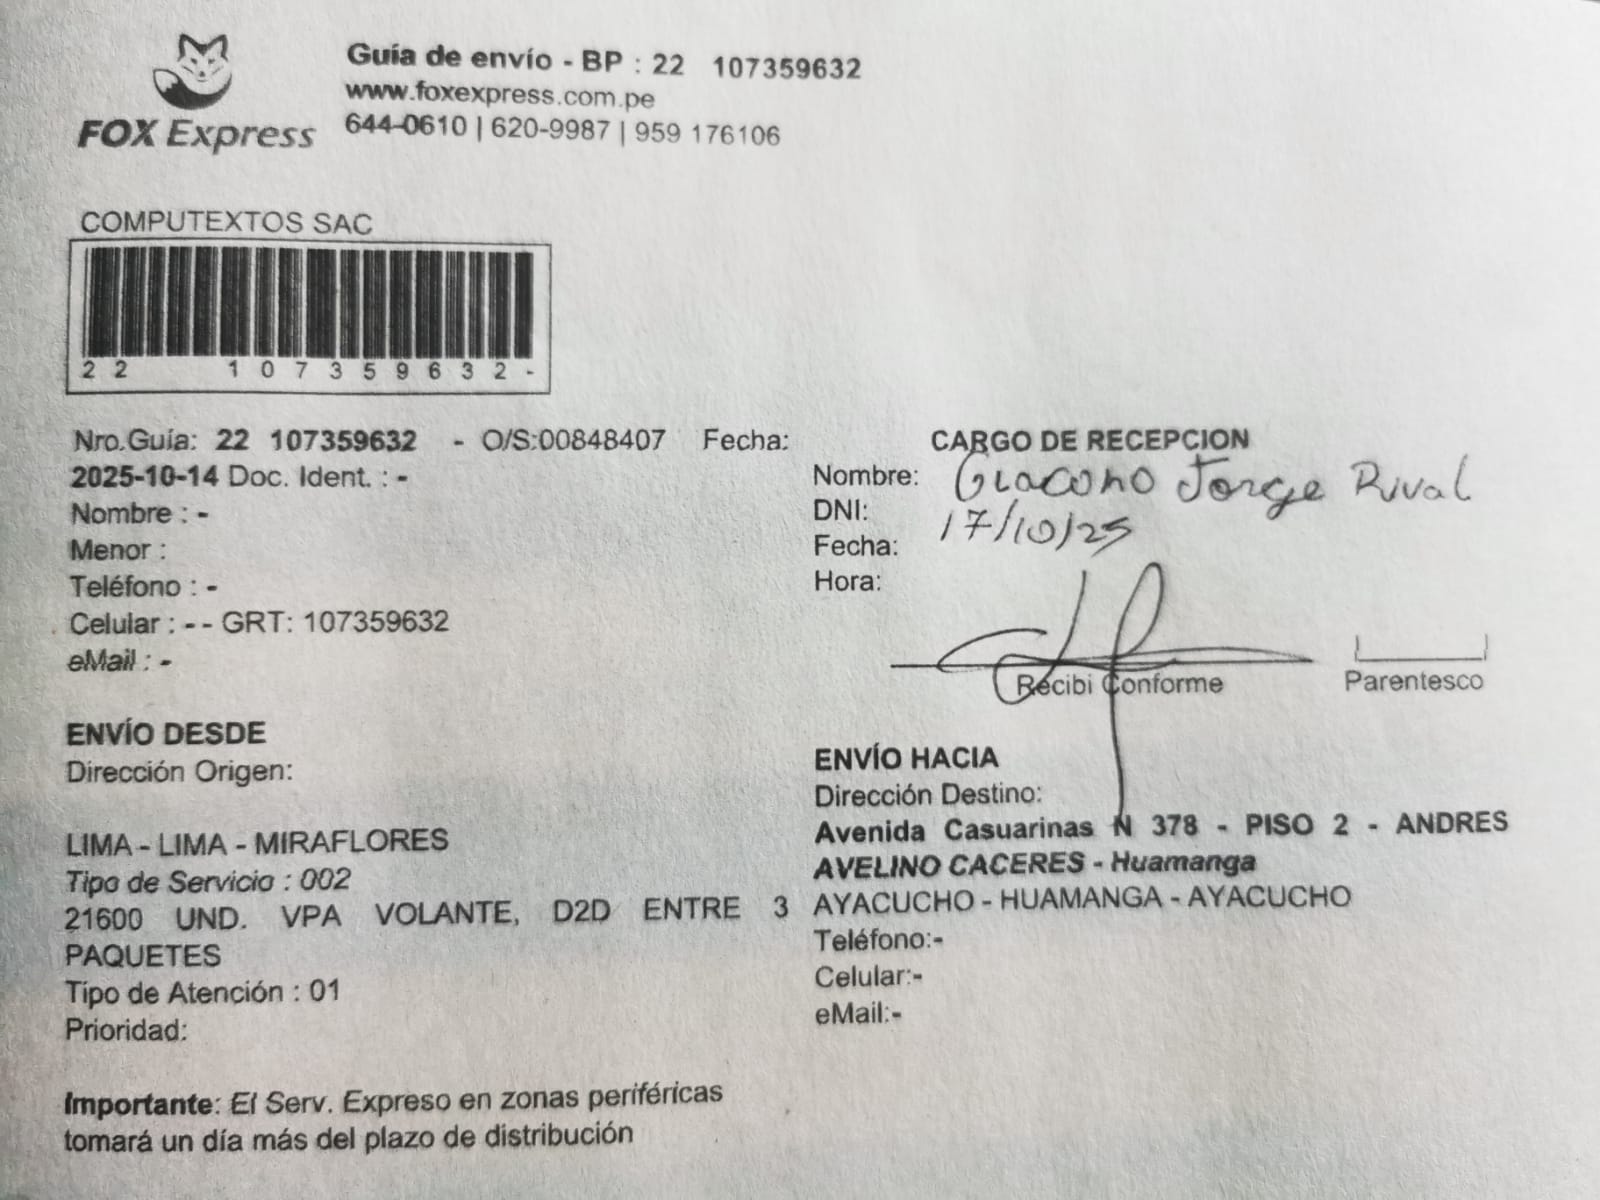 Guía de envío - BP : 22 107359632
www.foxexpress.com.pe
644-0610 | 620-9987 | 959 176106
FOX Express
COMPUTEXTOS SAC
22 107359632-
Nro.Guía: 22 107359632 - O/S:00848407 Fecha:
2025-10-14 Doc. Ident. : -
Nombre : -
Menor :
Teléfono : -
Celular : - - GRT: 107359632
eMail : -
CARGO DE RECEPCION
Nombre: Giacomo Jorge Rival
DNI:
17/10/25
Fecha:
Hora:
Recibi Conforme
Parentesco
ENVÍO DESDE
Dirección Origen:
LIMA - LIMA - MIRAFLORES
Tipo de Servicio : 002
21600 UND. VPA VOLANTE, D2D ENTRE 3
PAQUETES
Tipo de Atención : 01
Prioridad:
ENVÍO HACIA
Dirección Destino:
Avenida Casuarinas N 378 - PISO 2 - ANDRES
AVELINO CACERES - Huamanga
AYACUCHO - HUAMANGA - AYACUCHO
Teléfono:-
Celular:-
eMail:-
Importante: El Serv. Expreso en zonas periféricas
tomará un día más del plazo de distribución